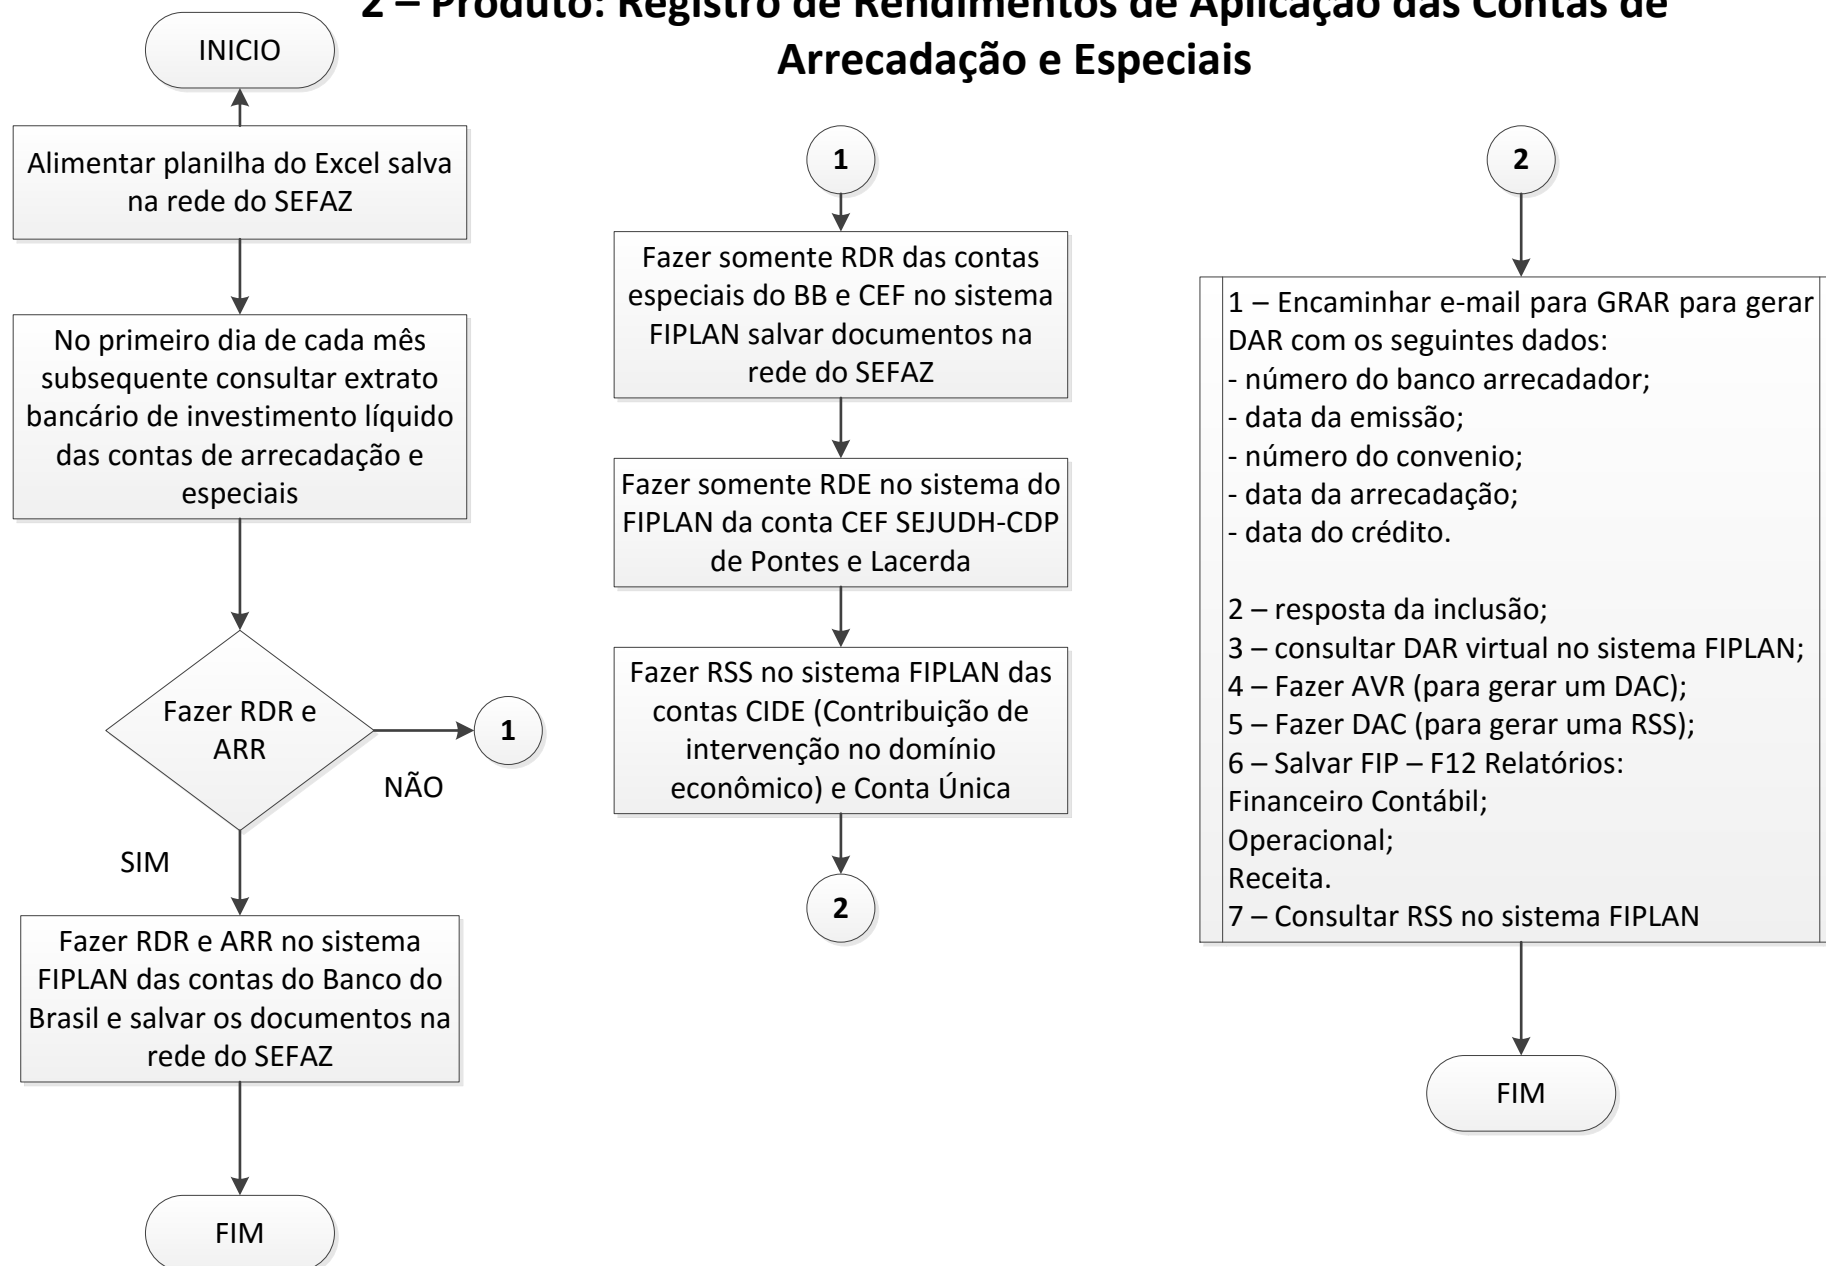 2 – Produto: Registro de Rendimentos de Aplicação das Contas de
Arrecadação e Especiais
INICIO
Alimentar planilha do Excel salva
na rede do SEFAZ
No primeiro dia de cada mês
subsequente consultar extrato
bancário de investimento líquido
das contas de arrecadação e
especiais
Fazer RDR e
ARR
1
NÃO
SIM
Fazer RDR e ARR no sistema
FIPLAN das contas do Banco do
Brasil e salvar os documentos na
rede do SEFAZ
FIM
1
Fazer somente RDR das contas
especiais do BB e CEF no sistema
FIPLAN salvar documentos na
rede do SEFAZ
Fazer somente RDE no sistema do
FIPLAN da conta CEF SEJUDH-CDP
de Pontes e Lacerda
Fazer RSS no sistema FIPLAN das
contas CIDE (Contribuição de
intervenção no domínio
econômico) e Conta Única
2
2
1 – Encaminhar e-mail para GRAR para gerar
DAR com os seguintes dados:
- número do banco arrecadador;
- data da emissão;
- número do convenio;
- data da arrecadação;
- data do crédito.
2 – resposta da inclusão;
3 – consultar DAR virtual no sistema FIPLAN;
4 – Fazer AVR (para gerar um DAC);
5 – Fazer DAC (para gerar uma RSS);
6 – Salvar FIP – F12 Relatórios:
Financeiro Contábil;
Operacional;
Receita.
7 – Consultar RSS no sistema FIPLAN
FIM